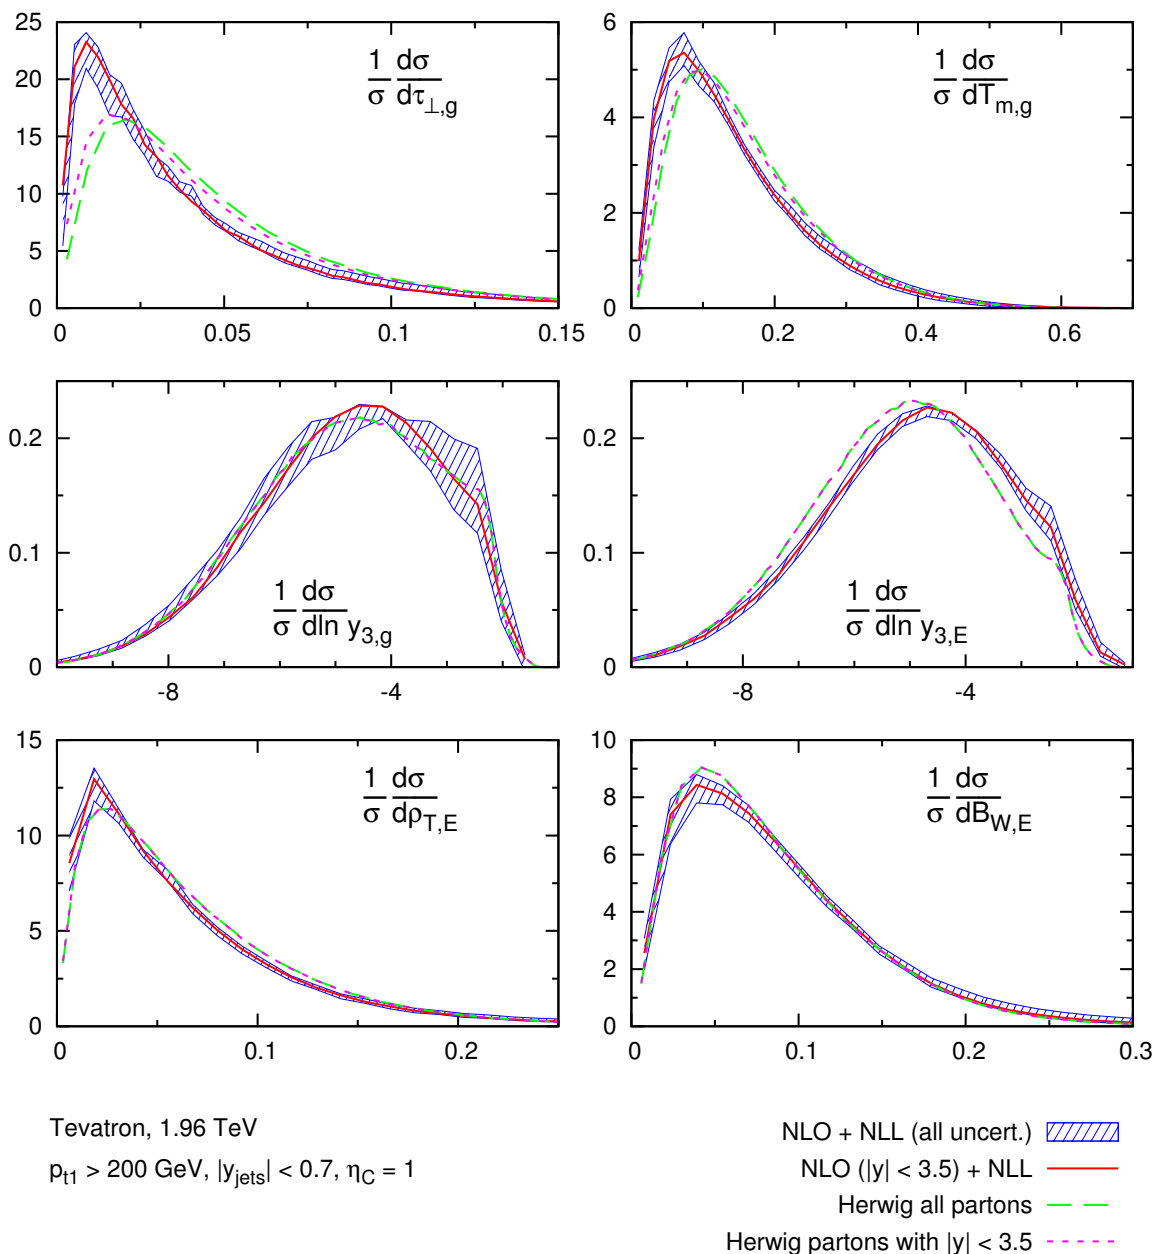 25
20
15
10
5
0
0 0.05 0.1 0.15
1/σ dσ/dτ⊥,g
6
4
2
0
0 0.2 0.4 0.6
1/σ dσ/dTm,g
0.2
0.1
0
-8 -4
1/σ dσ/dln y3,g
0.2
0.1
0
-8 -4
1/σ dσ/dln y3,E
15
10
5
0
0 0.1 0.2
1/σ dσ/dρT,E
10
8
6
4
2
0
0 0.1 0.2 0.3
1/σ dσ/dBW,E
Tevatron, 1.96 TeV
pt1 > 200 GeV, |yjets| < 0.7, ηC = 1
NLO + NLL (all uncert.)
NLO (|y| < 3.5) + NLL
Herwig all partons
Herwig partons with |y| < 3.5